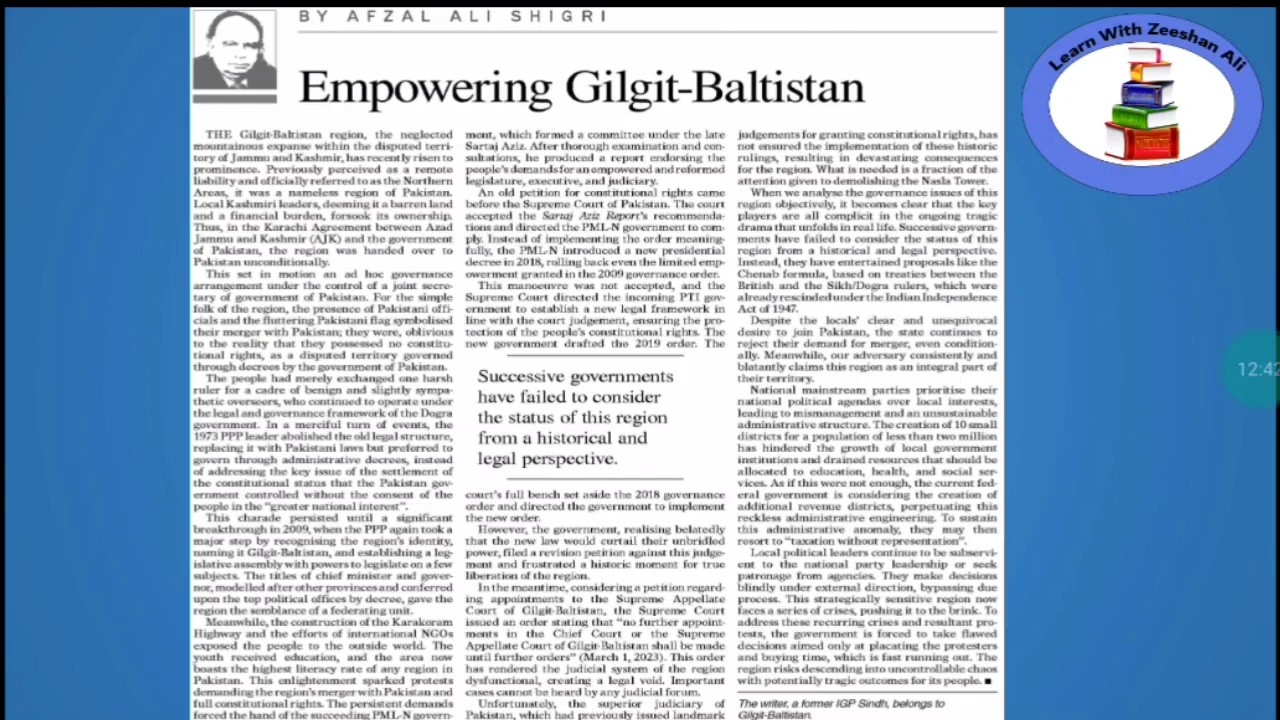 BY AFZAL ALI SHIGRI
Empowering Gilgit-Baltistan
THE Gilgit-Baltistan region, the neglected
mountainous expanse within the disputed terri-
tory of Jammu and Kashmir, has recently risen to
prominence. Previously perceived as a remote
liability and officially referred to as the Northern
Areas, it was a nameless region of Pakistan.
Local Kashmiri leaders, deeming it a barren land
and a financial burden, forsook its ownership.
Thus, in the Karachi Agreement between Azad
Jammu and Kashmir (AJK) and the government
of Pakistan, the region was handed over to
Pakistan unconditionally.
This set in motion an ad hoc governance
arrangement under the control of a joint secre-
tary of government of Pakistan. For the simple
folk of the region, the presence of Pakistani offi-
cials and the fluttering Pakistani flag symbolised
their merger with Pakistan; they were, oblivious
to the reality that they possessed no constitu-
tional rights, as a disputed territory governed
through decrees by the government of Pakistan.
The people had merely exchanged one harsh
ruler for a cadre of benign and slightly sympa-
thetic overseers, who continued to operate under
the legal and governance framework of the Dogra
government. In a merciful turn of events, the
1973 PPP leader abolished the old legal structure,
replacing it with Pakistani laws but preferred to
govern through administrative decrees, instead
of addressing the key issue of the settlement of
the constitutional status that the Pakistan gov-
ernment controlled without the consent of the
people in the "greater national interest".
This charade persisted until a significant
breakthrough in 2009, when the PPP again took a
major step by recognising the region's identity,
naming it Gilgit-Baltistan, and establishing a leg-
islative assembly with powers to legislate on a few
subjects. The titles of chief minister and gover-
nor, modelled after other provinces and conferred
upon the top political offices by decree, gave the
region the semblance of a federating unit.
Meanwhile, the construction of the Karakoram
Highway and the efforts of international NGOs
exposed the people to the outside world. The
youth received education, and the area now
boasts the highest literacy rate of any region in
Pakistan. This enlightenment sparked protests
demanding the region's merger with Pakistan and
full constitutional rights. The persistent demands
forced the hand of the succeeding PML-N govern-
ment, which formed a committee under the late
Sartaj Aziz. After thorough examination and con-
sultations, he produced a report endorsing the
people's demands for an empowered and reformed
legislature, executive, and judiciary.
An old petition for constitutional rights came
before the Supreme Court of Pakistan. The court
accepted the Sartaj Aziz Report's recommenda-
tions and directed the PML-N government to com-
ply. Instead of implementing the order meaning-
fully, the PML-N introduced a new presidential
decree in 2018, rolling back even the limited emp-
owerment granted in the 2009 governance order.
This manoeuvre was not accepted, and the
Supreme Court directed the incoming PTI gov-
ernment to establish a new legal framework in
line with the court judgement, ensuring the pro-
tection of the people's constitutional rights. The
new government drafted the 2019 order. The
Successive governments
have failed to consider
the status of this region
from a historical and
legal perspective.
court's full bench set aside the 2018 governance
order and directed the government to implement
the new order.
However, the government, realising belatedly
that the new law would curtail their unbridled
power, filed a revision petition against this judge-
ment and frustrated a historic moment for true
liberation of the region.
In the meantime, considering a petition regard-
ing appointments to the Supreme Appellate
Court of Gilgit-Baltistan, the Supreme Court
issued an order stating that "no further appoint-
ments in the Chief Court or the Supreme
Appellate Court of Gilgit-Baltistan shall be made
until further orders" (March 1, 2023). This order
has rendered the judicial system of the region
dysfunctional, creating a legal void. Important
cases cannot be heard by any judicial forum.
Unfortunately, the superior judiciary of
Pakistan, which had previously issued landmark
judgements for granting constitutional rights, has
not ensured the implementation of these historic
rulings, resulting in devastating consequences
for the region. What is needed is a fraction of the
attention given to demolishing the Nasla Tower.
When we analyse the governance issues of this
region objectively, it becomes clear that the key
players are all complicit in the ongoing tragic
drama that unfolds in real life. Successive govern-
ments have failed to consider the status of this
region from a historical and legal perspective.
Instead, they have entertained proposals like the
Chenab formula, based on treaties between the
British and the Sikh/Dogra rulers, which were
already rescinded under the Indian Independence
Act of 1947.
Despite the locals' clear and unequivocal
desire to join Pakistan, the state continues to
reject their demand for merger, even condition-
ally. Meanwhile, our adversary consistently and
blatantly claims this region as an integral part of
their territory.
National mainstream parties prioritise their
national political agendas over local interests,
leading to mismanagement and an unsustainable
administrative structure. The creation of 10 small
districts for a population of less than two million
has hindered the growth of local government
institutions and drained resources that should be
allocated to education, health, and social ser-
vices. As if this were not enough, the current fed-
eral government is considering the creation of
additional revenue districts, perpetuating this
reckless administrative engineering. To sustain
this administrative anomaly, they may then
resort to "taxation without representation".
Local political leaders continue to be subservi-
ent to the national party leadership or seek
patronage from agencies. They make decisions
blindly under external direction, bypassing due
process. This strategically sensitive region now
faces a series of crises, pushing it to the brink. To
address these recurring crises and resultant pro-
tests, the government is forced to take flawed
decisions aimed only at placating the protesters
and buying time, which is fast running out. The
region risks descending into uncontrollable chaos
with potentially tragic outcomes for its people. ■
The writer, a former IGP Sindh, belongs to
Gilgit-Baltistan.
Learn With Zeeshan Ali
12:42